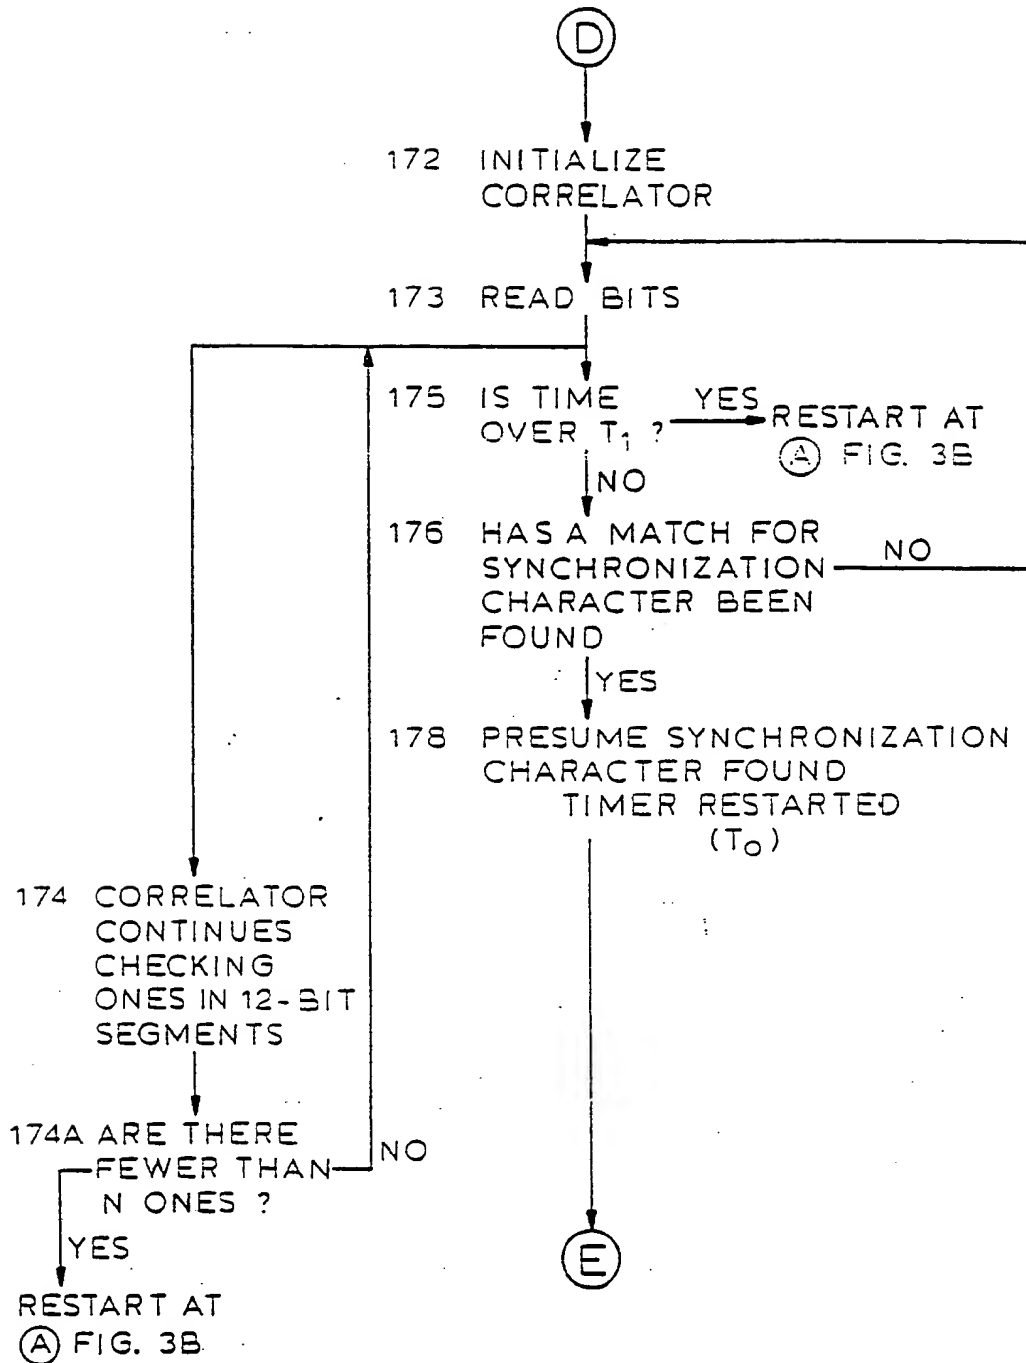 D
172 INITIALIZE
CORRELATOR
173 READ BITS
175 IS TIME
OVER T1 ?
YES
RESTART AT
A FIG. 3B
NO
176 HAS A MATCH FOR
SYNCHRONIZATION
CHARACTER BEEN
FOUND
NO
YES
178 PRESUME SYNCHRONIZATION
CHARACTER FOUND
TIMER RESTARTED
(TO)
174 CORRELATOR
CONTINUES
CHECKING
ONES IN 12-BIT
SEGMENTS
174A ARE THERE
FEWER THAN
N ONES ?
NO
YES
RESTART AT
A FIG. 3B
E